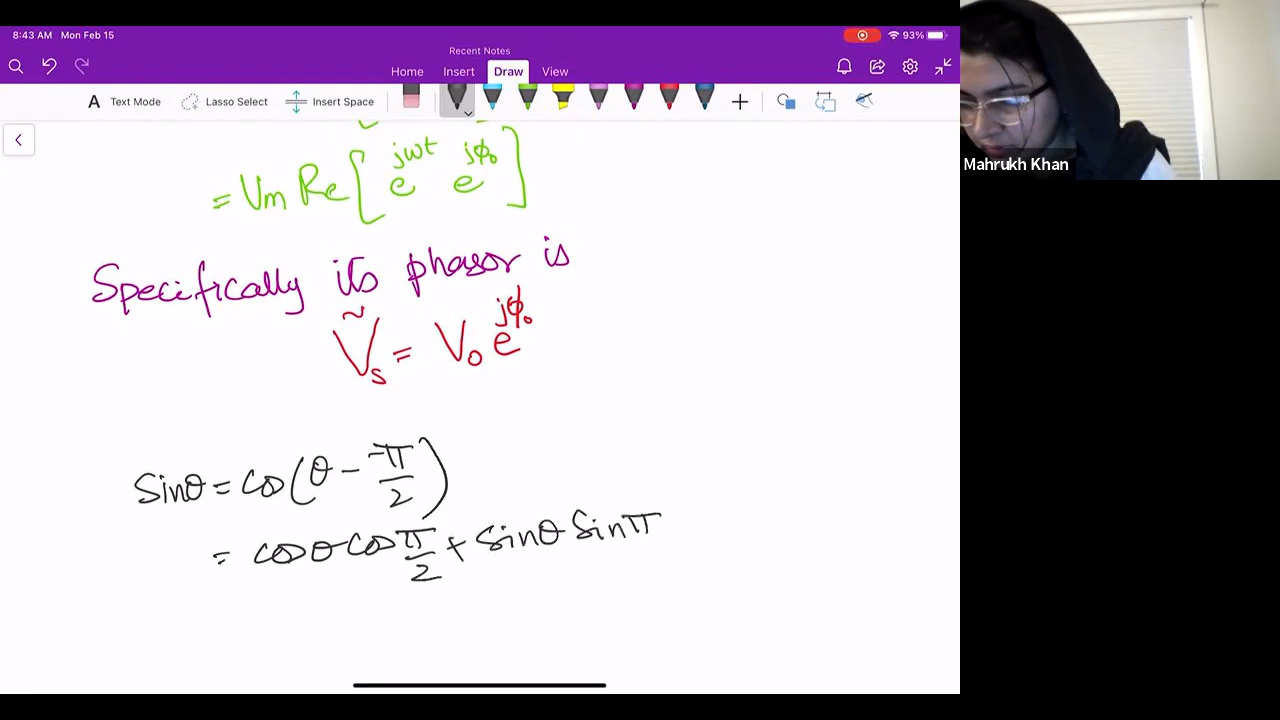 8:43 AM Mon Feb 15
93%
Recent Notes
Home Insert Draw View
Text Mode Lasso Select Insert Space
Mahrukh Khan
= Vm Re[e^{jωt} e^{jϕ₀}]
Specifically its phasor is
Ṽs = V₀ e^{jϕ₀}
Sinθ = cos(θ - π/2)
= cosθ cos π/2 + sinθ Sin π